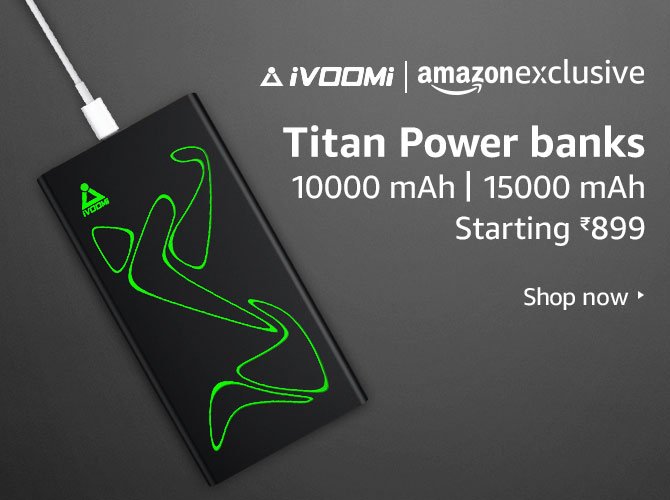 iVOOMi | amazonexclusive
Titan Power banks
10000 mAh | 15000 mAh
Starting ₹899
Shop now
iVOOMi